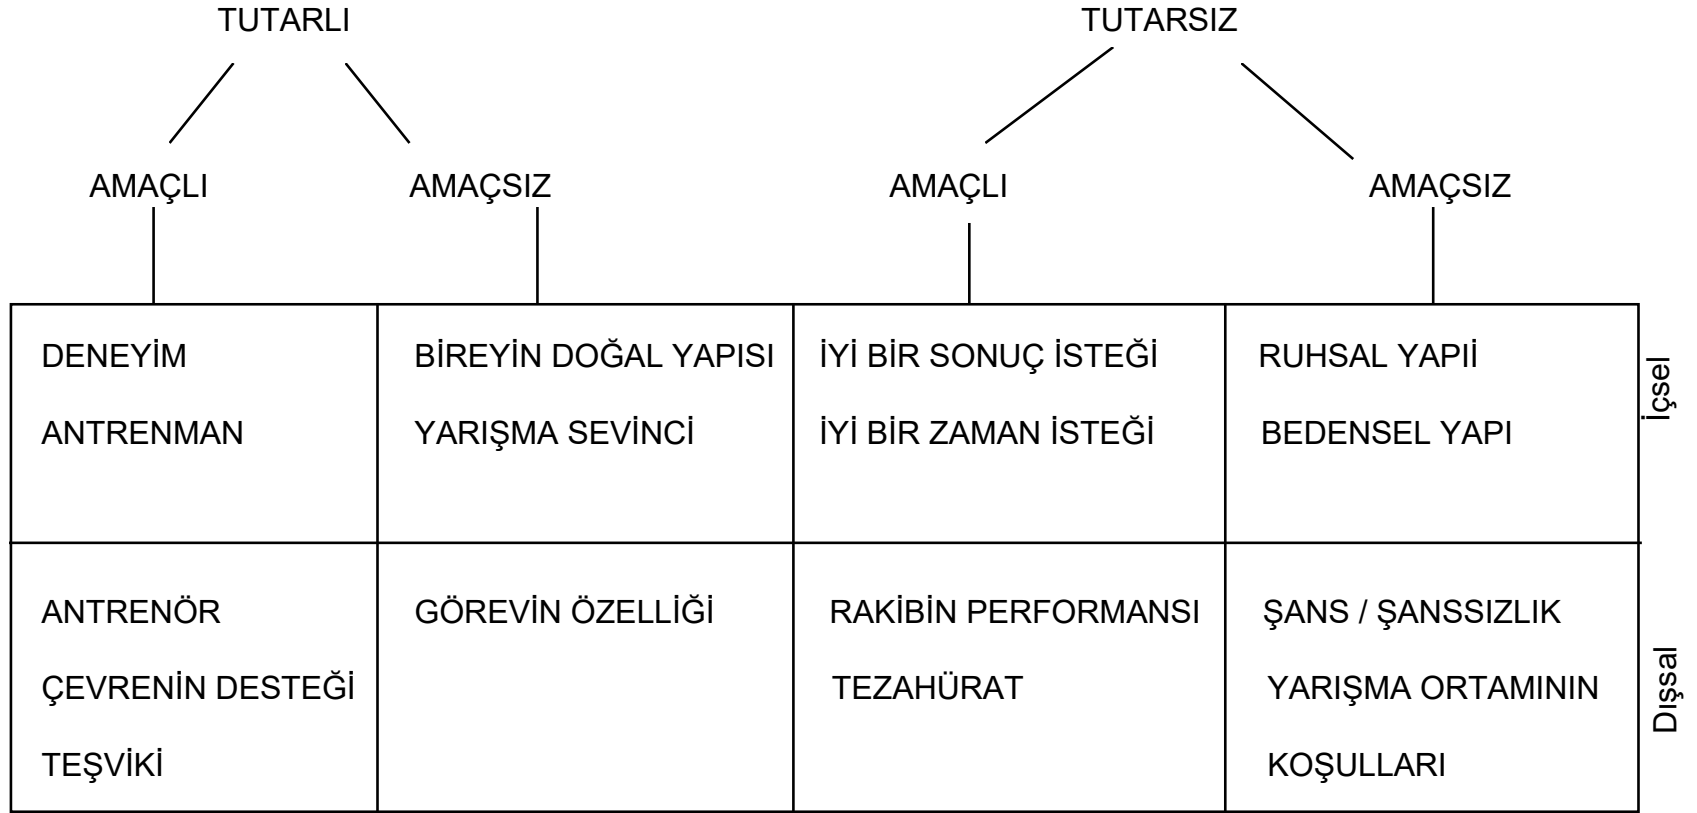 TUTARLI TUTARSIZ
AMAÇLI AMAÇSIZ AMAÇLI AMAÇSIZ
DENEYİM BİREYİN DOĞAL YAPISI İYİ BİR SONUÇ İSTEĞİ RUHSAL YAPIİ
ANTRENMAN YARIŞMA SEVİNCİ İYİ BİR ZAMAN İSTEĞİ BEDENSEL YAPI
İçsel
ANTRENÖR GÖREVİN ÖZELLİĞİ RAKİBİN PERFORMANSI ŞANS / ŞANSSIZLIK
ÇEVRENİN DESTEĞİ TEZAHÜRAT YARIŞMA ORTAMININ
TEŞVİKİ KOŞULLARI
Dışsal